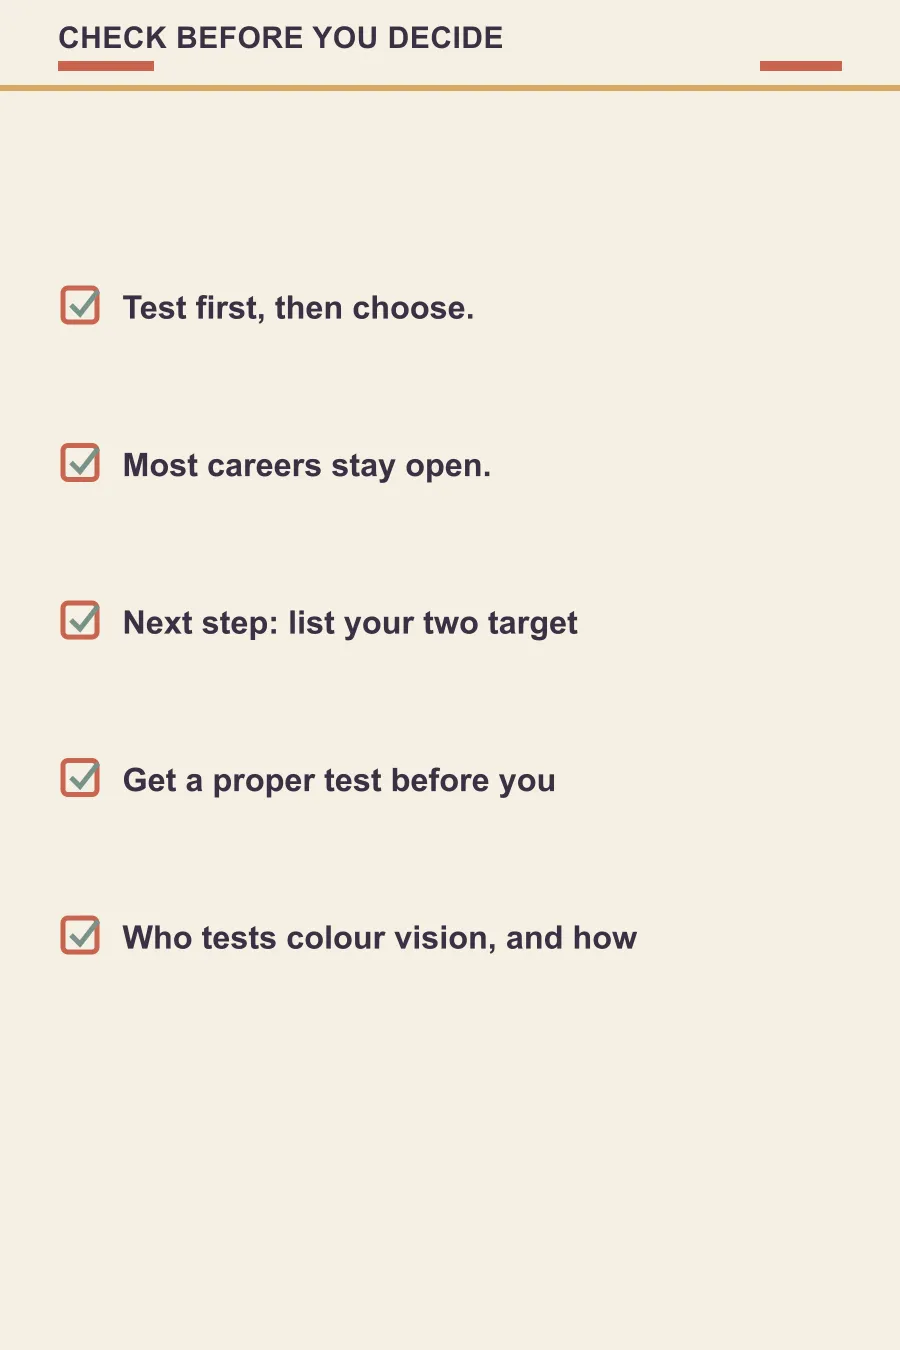 CHECK BEFORE YOU DECIDE
Test first, then choose.
Most careers stay open.
Next step: list your two target
Get a proper test before you
Who tests colour vision, and how